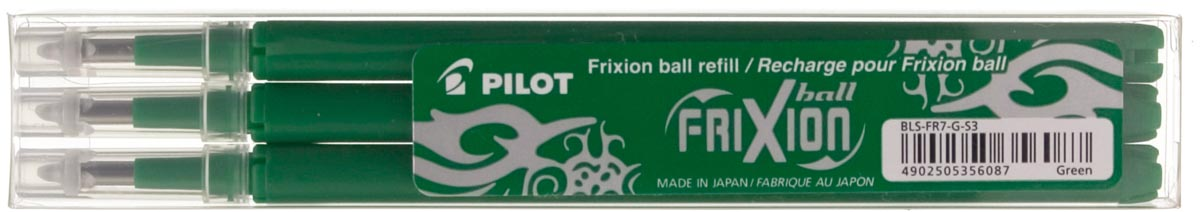 PILOT
Frixion ball refill / Recharge pour Frixion ball
ball
FRIXION
BLS-FR7-G-S3
4902505356087 Green
MADE IN JAPAN / FABRIQUE AU JAPON